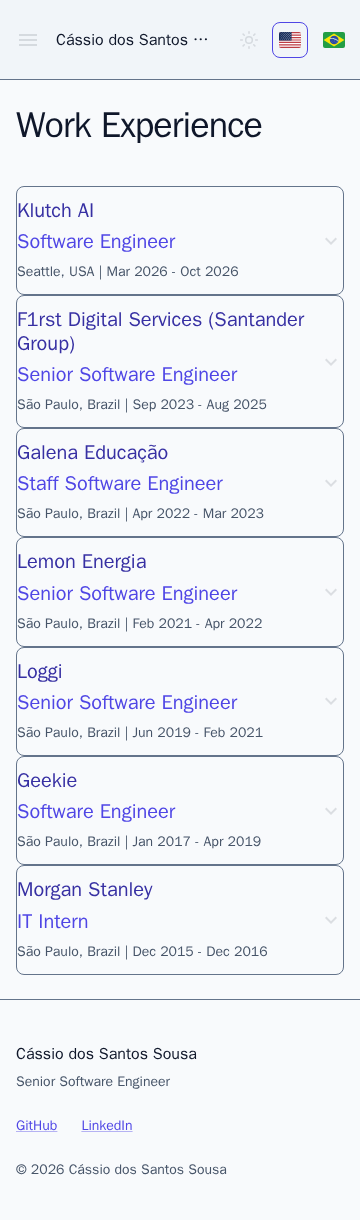 Cássio dos Santos ···
Work Experience
Klutch AI
Software Engineer
Seattle, USA | Mar 2026 - Oct 2026
F1rst Digital Services (Santander
Group)
Senior Software Engineer
São Paulo, Brazil | Sep 2023 - Aug 2025
Galena Educação
Staff Software Engineer
São Paulo, Brazil | Apr 2022 - Mar 2023
Lemon Energia
Senior Software Engineer
São Paulo, Brazil | Feb 2021 - Apr 2022
Loggi
Senior Software Engineer
São Paulo, Brazil | Jun 2019 - Feb 2021
Geekie
Software Engineer
São Paulo, Brazil | Jan 2017 - Apr 2019
Morgan Stanley
IT Intern
São Paulo, Brazil | Dec 2015 - Dec 2016
Cássio dos Santos Sousa
Senior Software Engineer
GitHub LinkedIn
© 2026 Cássio dos Santos Sousa